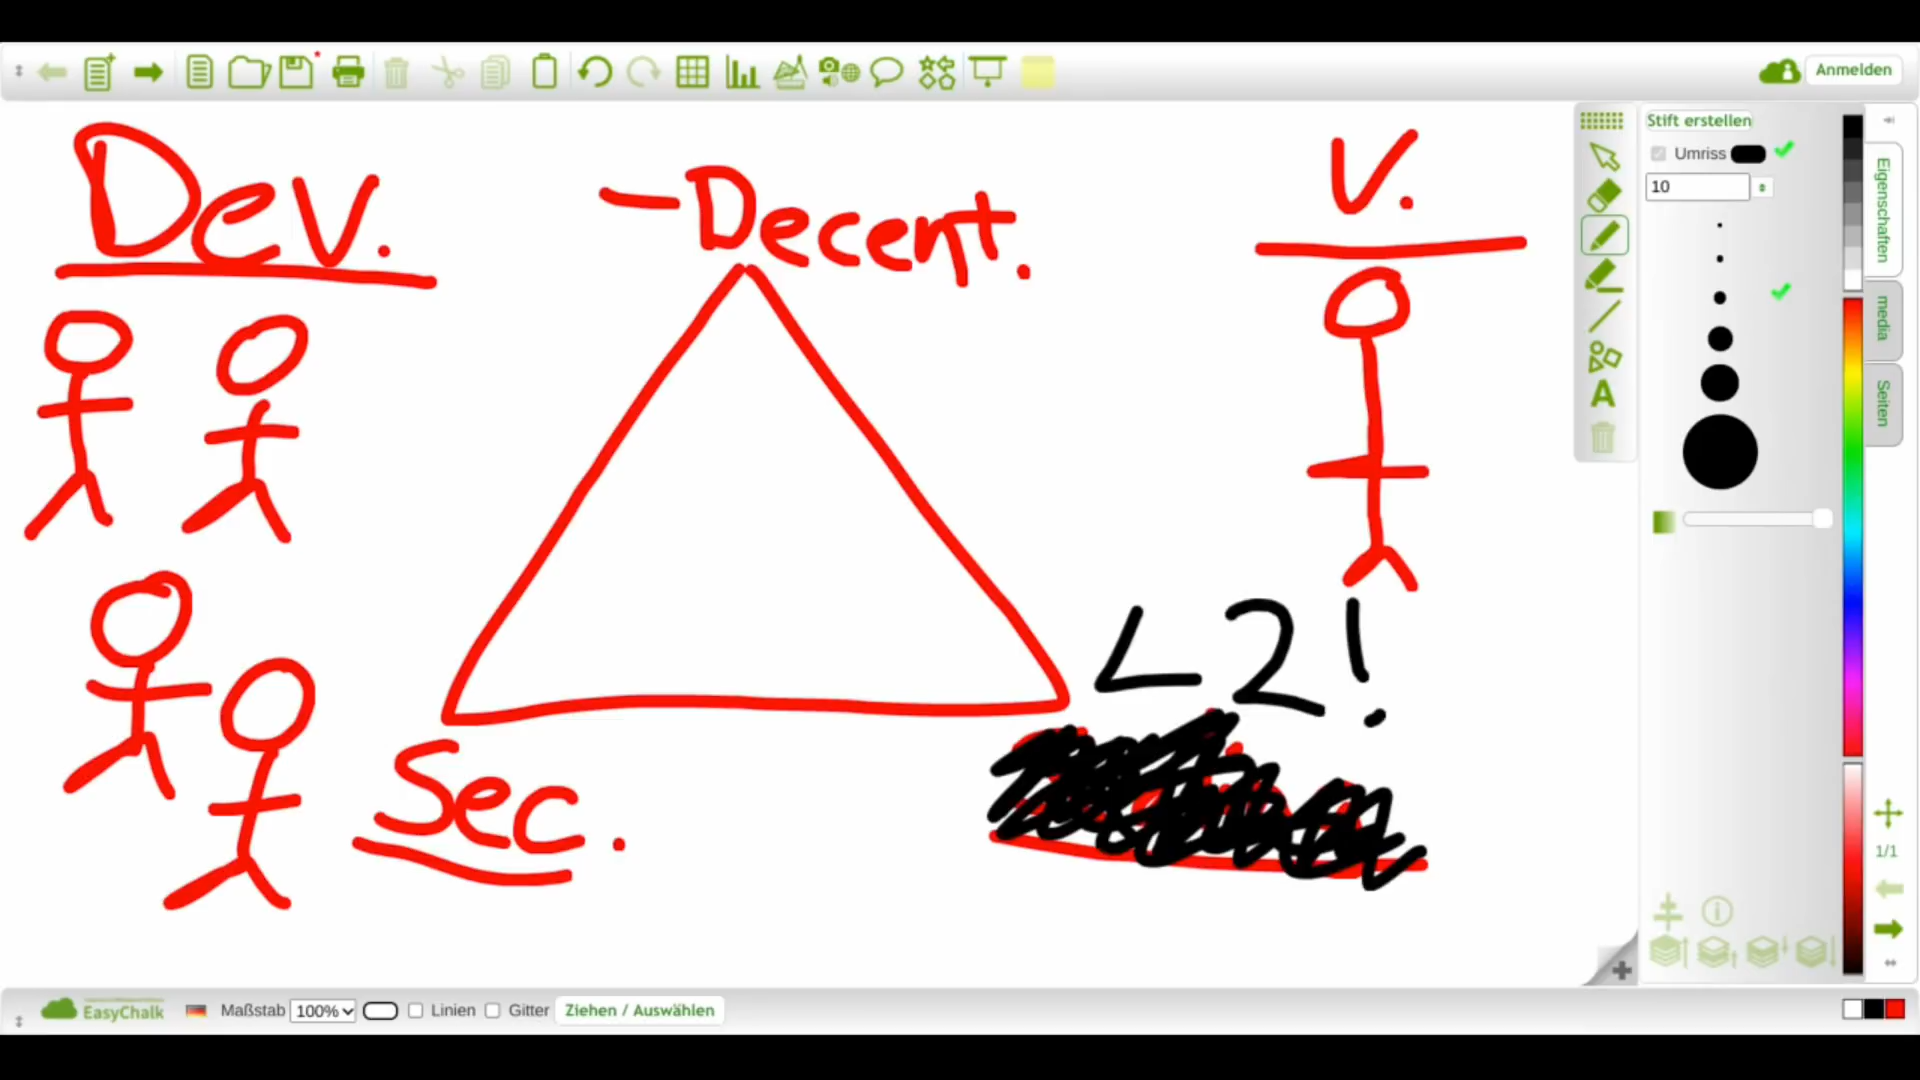 Anmelden
Stift erstellen
Umriss
10
Eigenschaften
media
Seiten
A
Dev.
-Decent.
V.
L2!
Sec.
1/1
EasyChalk
Maßstab 100% Linien Gitter Ziehen / Auswählen